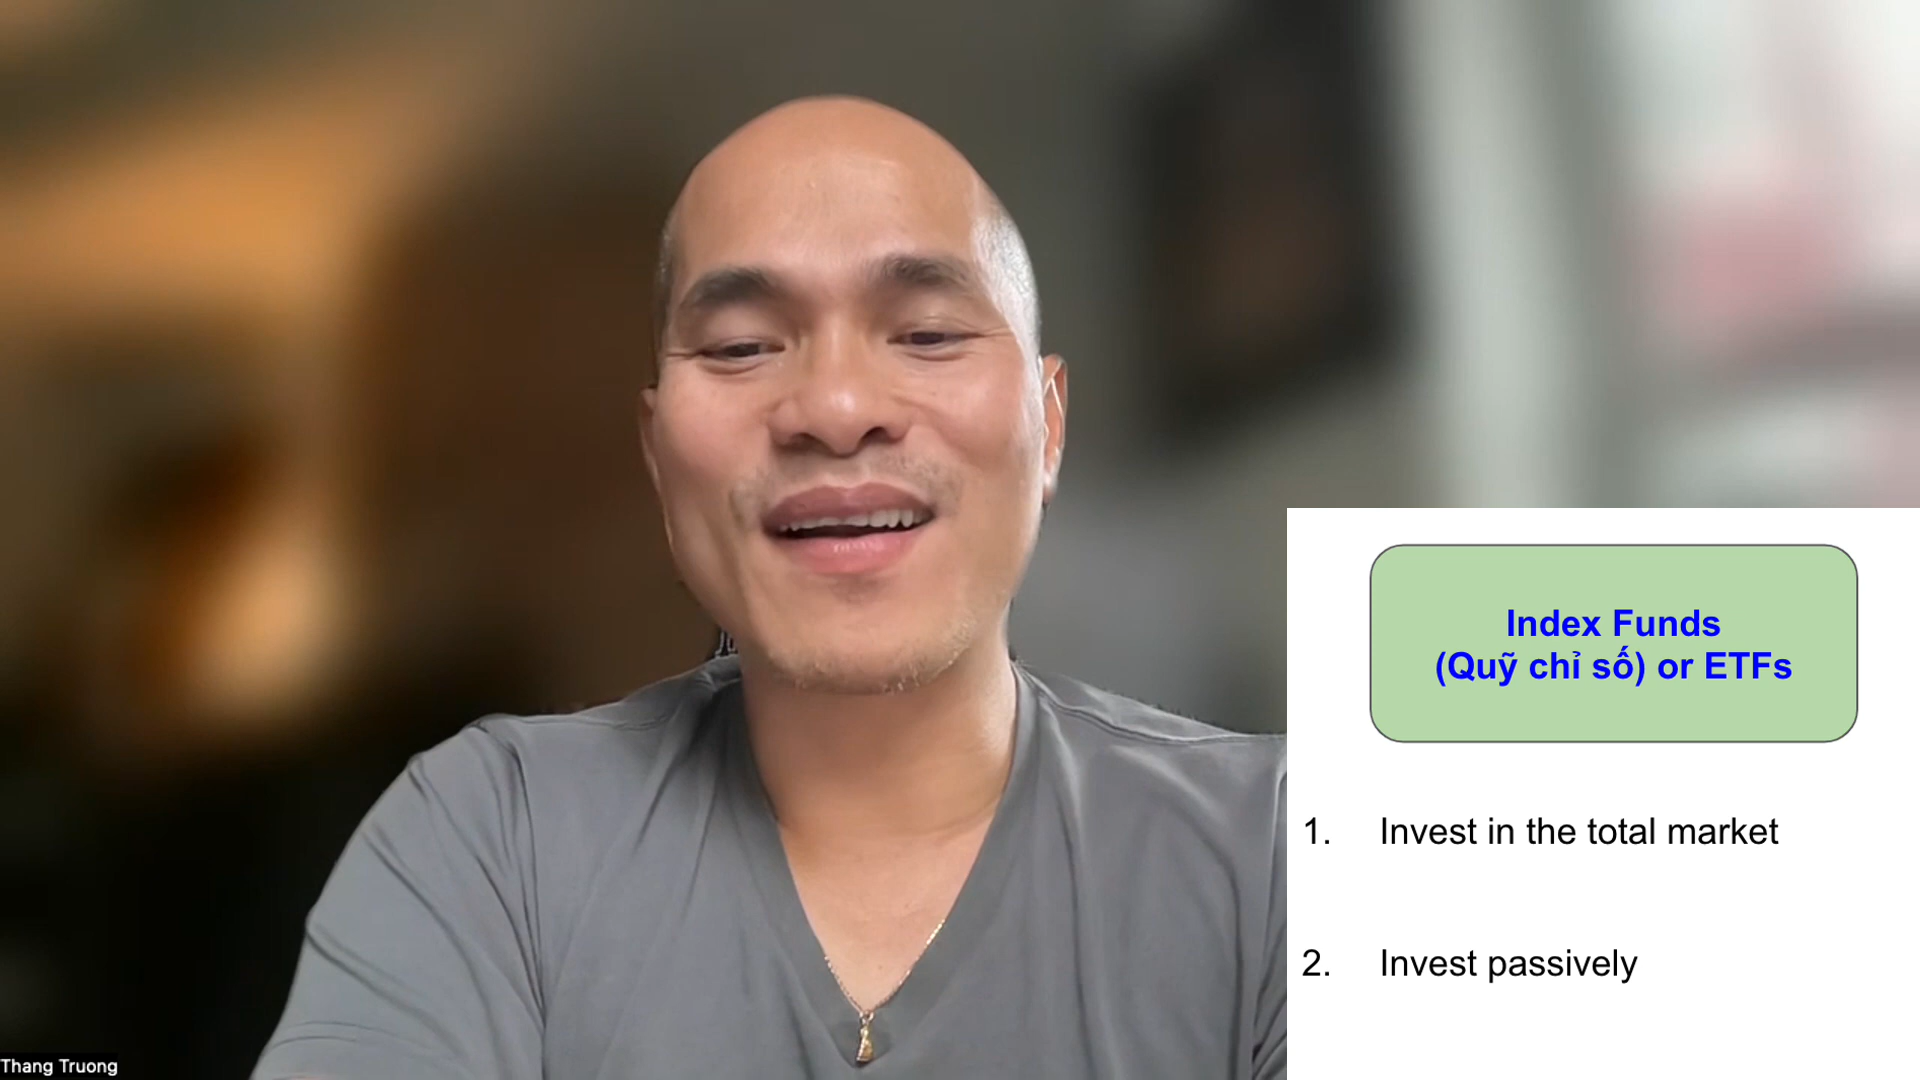 Index Funds
(Quỹ chỉ số) or ETFs
1. Invest in the total market
2. Invest passively
Thang Truong